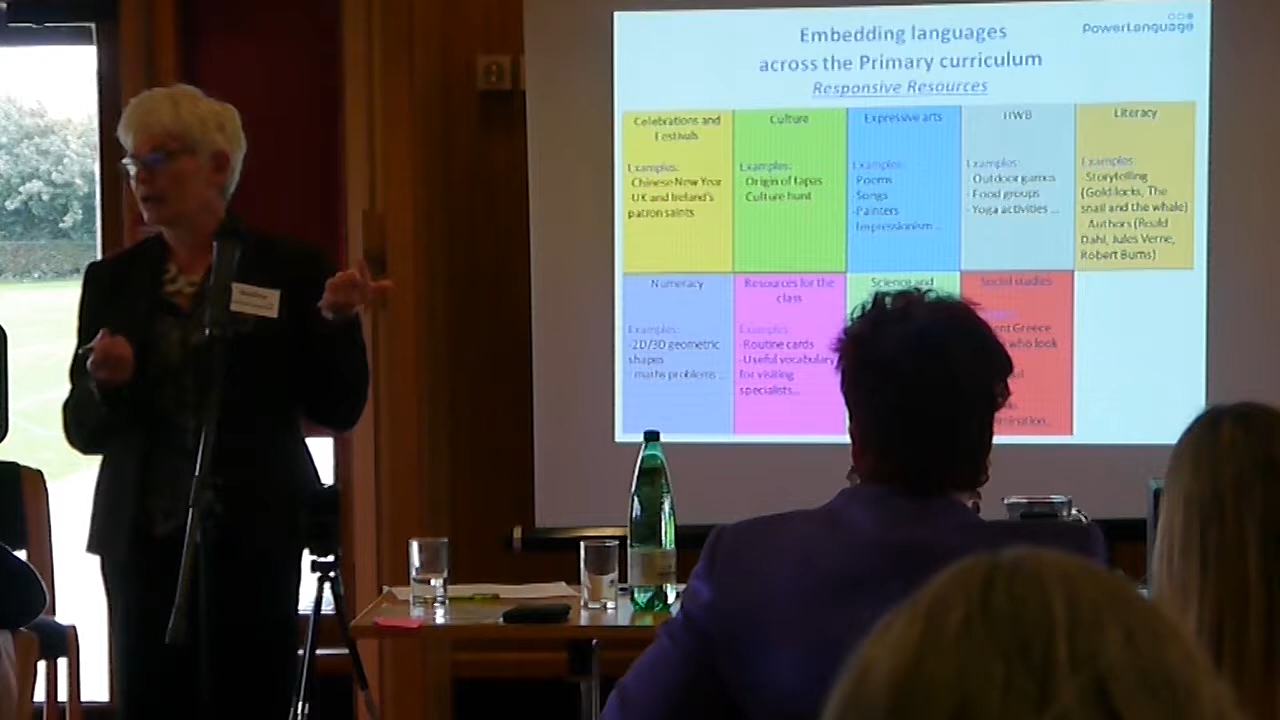 Embedding languages
across the Primary curriculum
Responsive Resources
PowerLanguage
Celebrations and
Festivals
Examples:
-Chinese New Year
-UK and Ireland's
patron saints
Culture
Examples:
- Origin of tapas
Culture hunt
Expressive arts
Examples:
-Poems
-Songs
-Painters
-Impressionism...
HWB
Examples:
- Outdoor games
- Food groups
- Yoga activities ...
Literacy
Examples:
-Storytelling
(Goldilocks, The
snail and the whale)
Authors (Roald
Dahl, Jules Verne,
Robert Burns)
Numeracy
Examples:
-2D/3D geometric
shapes
maths problems...
Resources for the
class
Examples:
-Routine cards
-Useful vocabulary
for visiting
specialists...
Science and
Social studies
Greece
who look